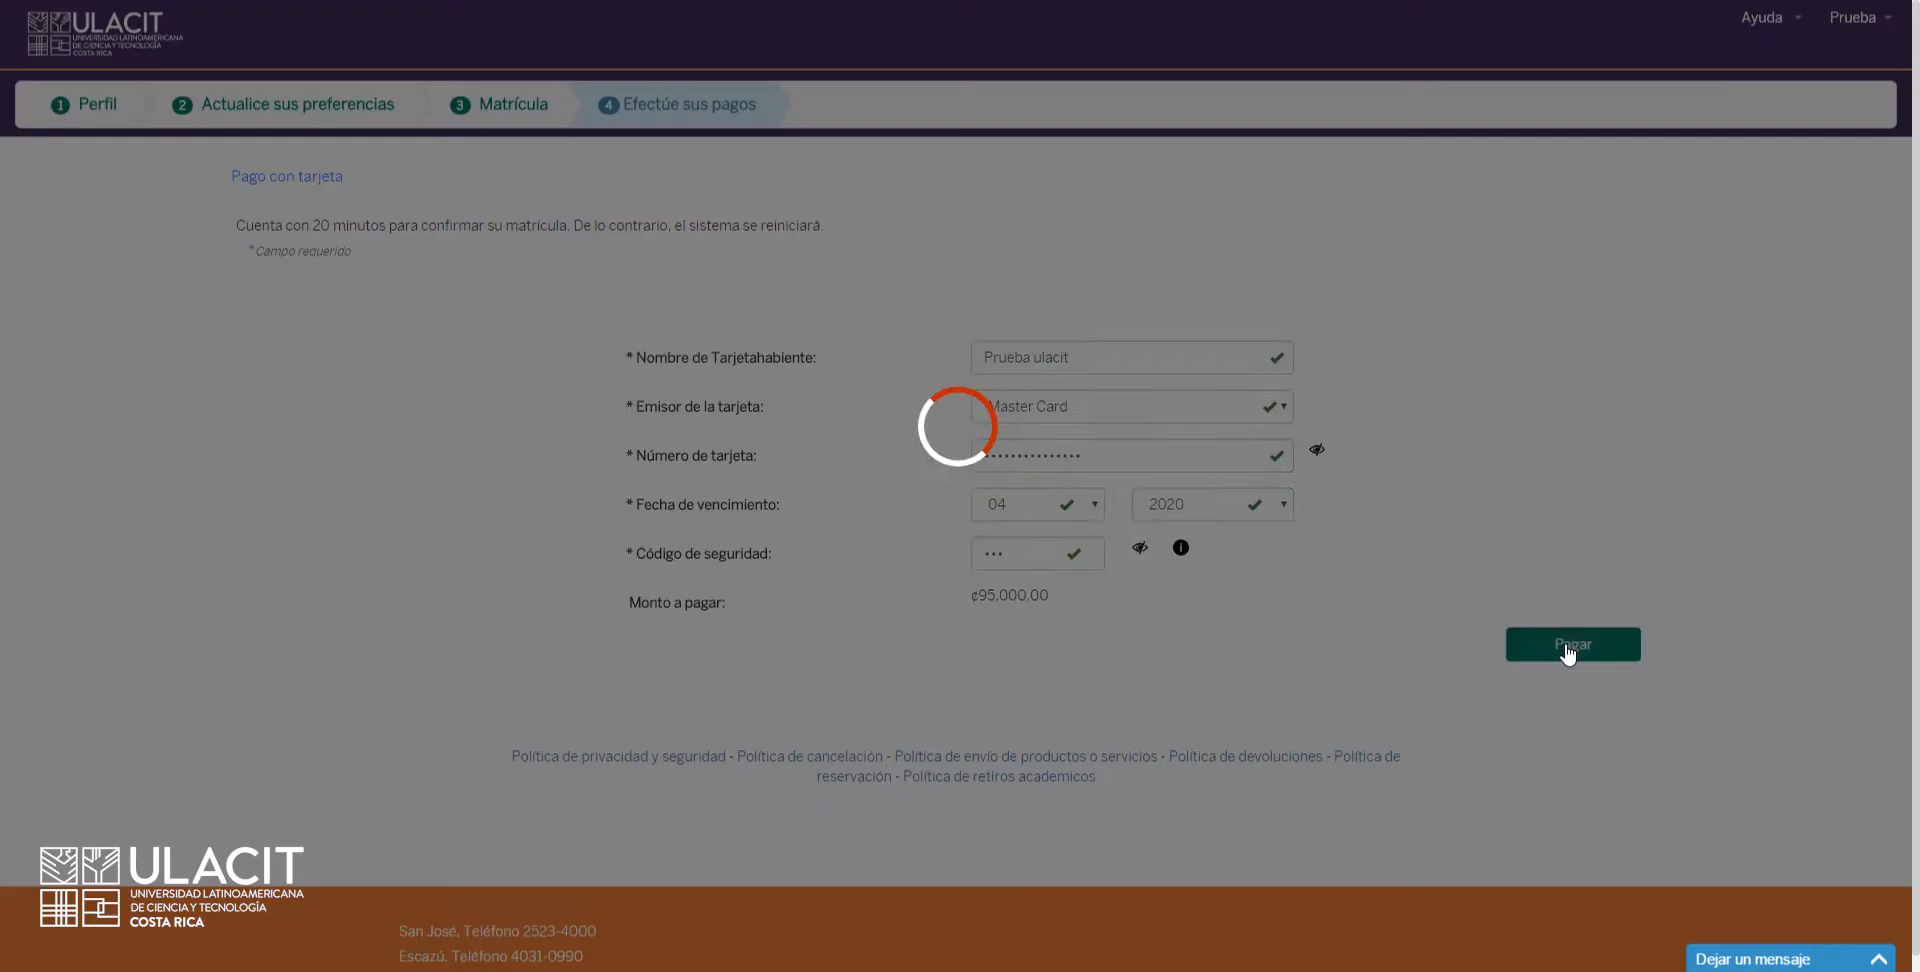 ULACIT
UNIVERSIDAD LATINOAMERICANA
DE CIENCIA Y TECNOLOGÍA
COSTA RICA
Ayuda
Prueba
1 Perfil
2 Actualice sus preferencias
3 Matrícula
4 Efectúe sus pagos
Pago con tarjeta
Cuenta con 20 minutos para confirmar su matrícula. De lo contrario, el sistema se reiniciará.
* Campo requerido
* Nombre de Tarjetahabiente:
Prueba ulacit
* Emisor de la tarjeta:
Master Card
* Número de tarjeta:
* Fecha de vencimiento:
04
2020
* Código de seguridad:
Monto a pagar:
¢95,000.00
Pagar
Política de privacidad y seguridad - Política de cancelación - Política de envío de productos o servicios - Política de devoluciones - Política de
reservación - Política de retiros academicos
ULACIT
UNIVERSIDAD LATINOAMERICANA
DE CIENCIA Y TECNOLOGÍA
COSTA RICA
San José, Teléfono 2523-4000
Escazú, Teléfono 4031-0990
Dejar un mensaje